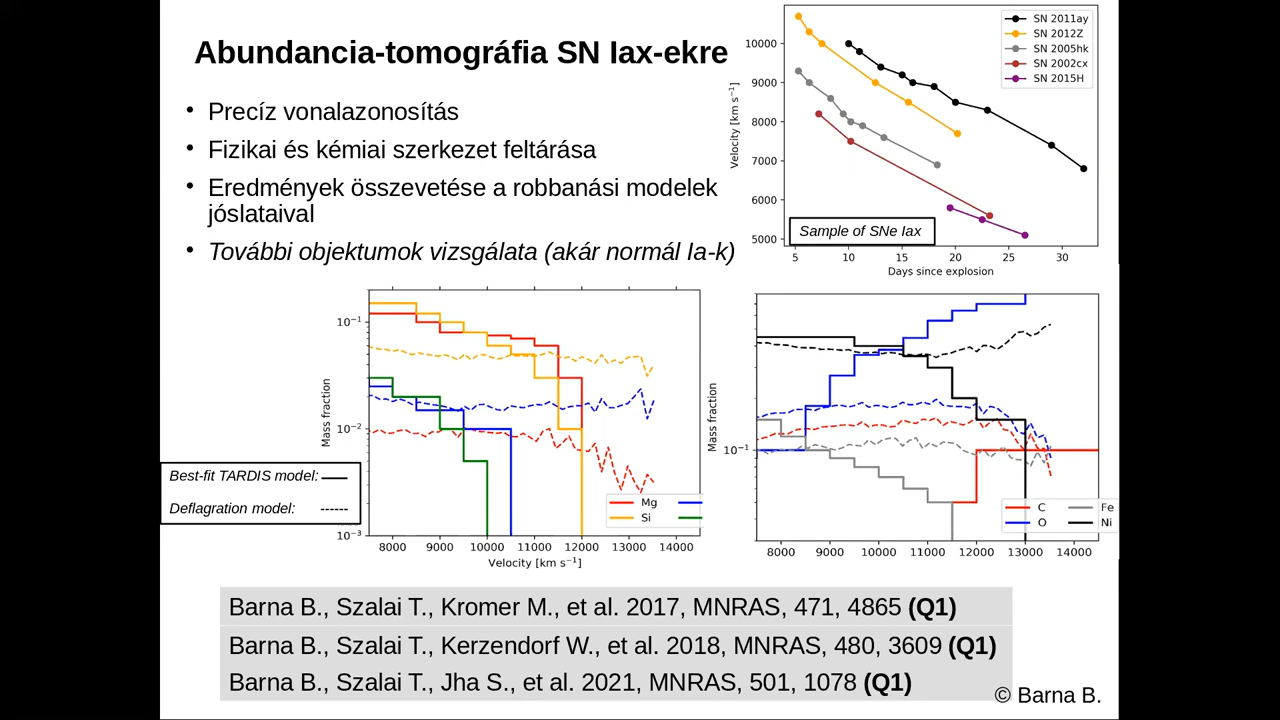 Abundancia-tomográfia SN Iax-ekre
• Precíz vonalazonosítás
• Fizikai és kémiai szerkezet feltárása
• Eredmények összevetése a robbanási modelek
jóslataival
• További objektumok vizsgálata (akár normál Ia-k)
SN 2011ay
SN 2012Z
SN 2005hk
SN 2002cx
SN 2015H
10000
9000
8000
7000
6000
5000
Velocity [km s⁻¹]
Sample of SNe Iax
5 10 15 20 25 30
Days since explosion
10⁻¹
10⁻²
10⁻³
Mass fraction
Mg
Si
8000 9000 10000 11000 12000 13000 14000
Velocity [km s⁻¹]
Best-fit TARDIS model:
Deflagration model:
Mass fraction
10⁻¹
C Fe
O Ni
8000 9000 10000 11000 12000 13000 14000
Barna B., Szalai T., Kromer M., et al. 2017, MNRAS, 471, 4865 (Q1)
Barna B., Szalai T., Kerzendorf W., et al. 2018, MNRAS, 480, 3609 (Q1)
Barna B., Szalai T., Jha S., et al. 2021, MNRAS, 501, 1078 (Q1)
© Barna B.